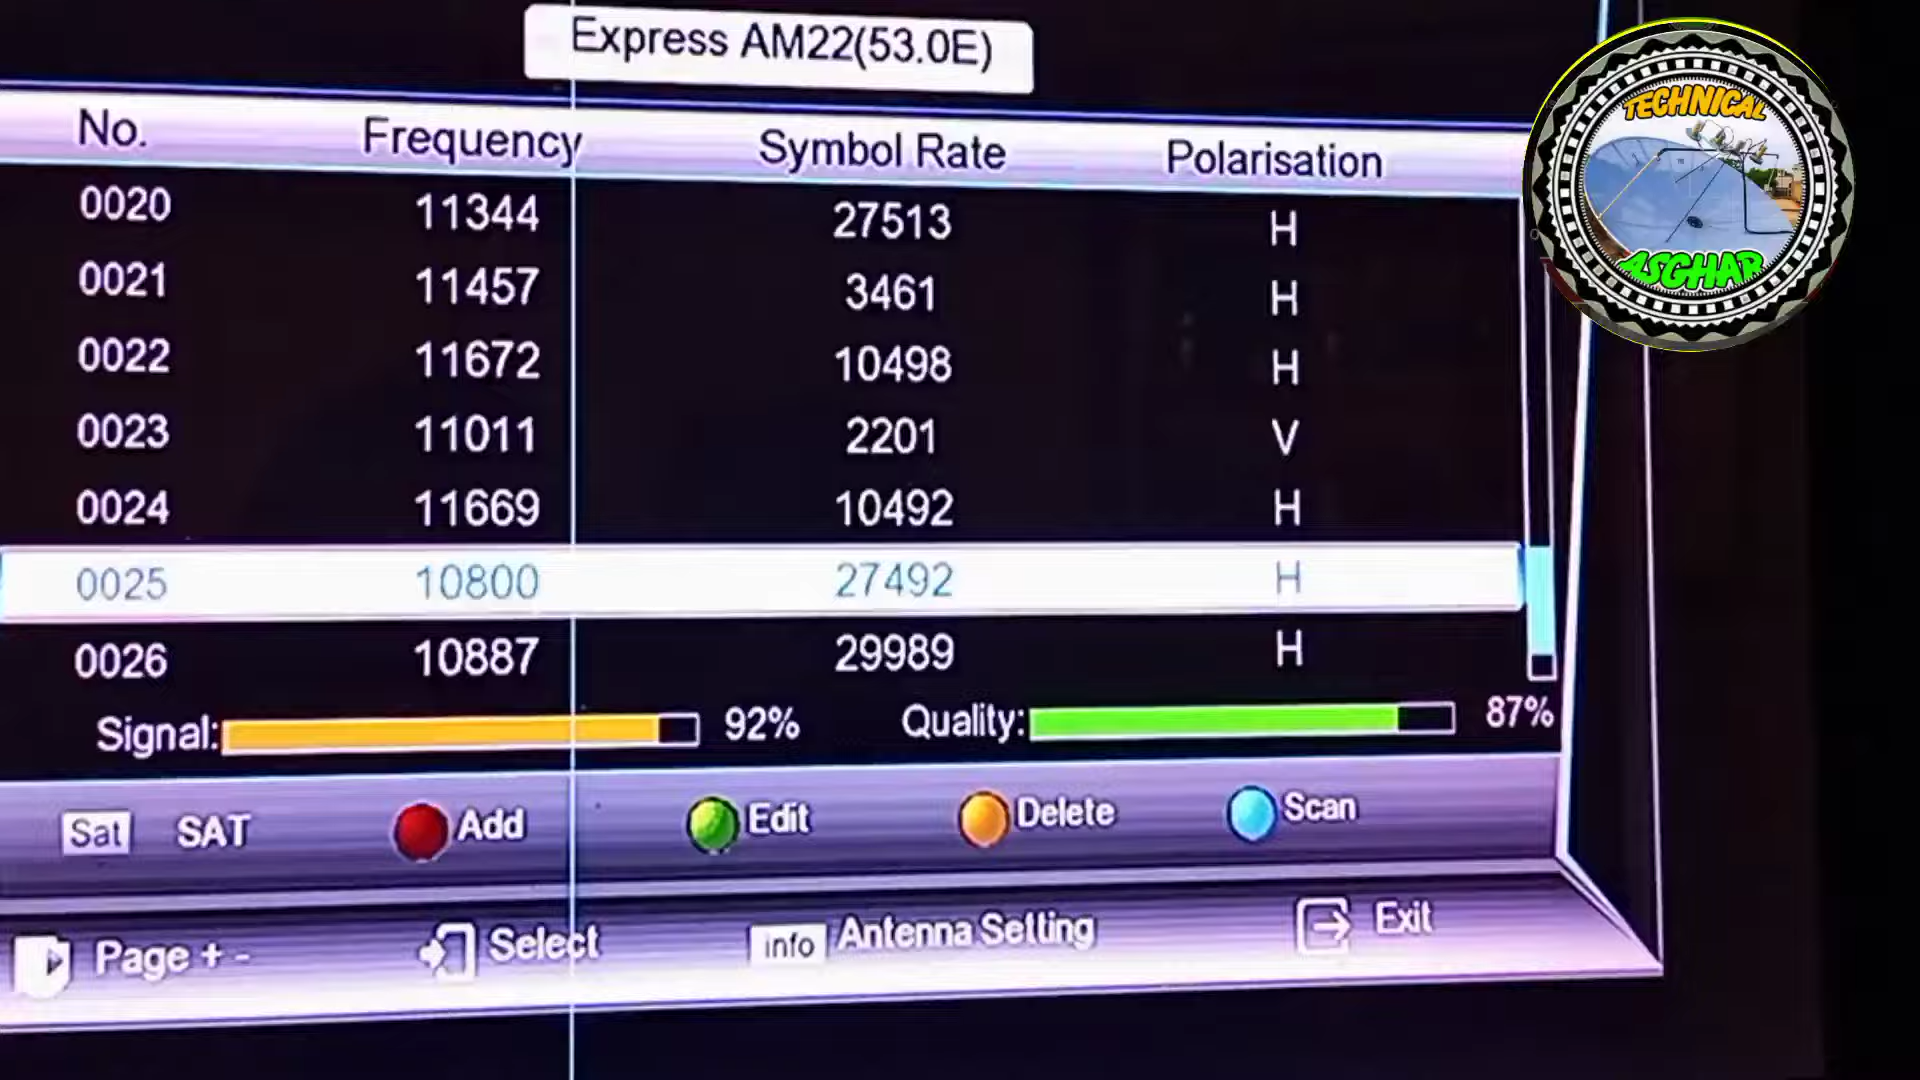 Express AM22(53.0E)
No. Frequency Symbol Rate Polarisation
0020 11344 27513 H
0021 11457 3461 H
0022 11672 10498 H
0023 11011 2201 V
0024 11669 10492 H
0025 10800 27492 H
0026 10887 29989 H
Signal: 92% Quality: 87%
Sat SAT Add Edit Delete Scan
Page + - Select info Antenna Setting Exit
TECHNICAL
ASGHAR